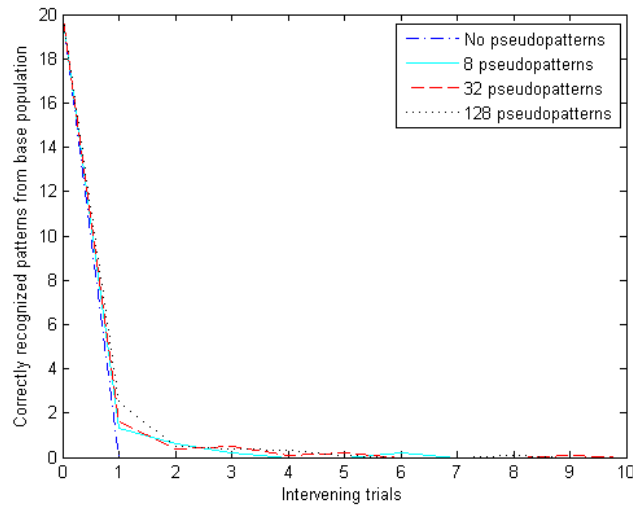 20
18
16
14
12
10
8
6
4
2
0
Correctly recognized patterns from base population
No pseudopatterns
8 pseudopatterns
32 pseudopatterns
128 pseudopatterns
0 1 2 3 4 5 6 7 8 9 10
Intervening trials